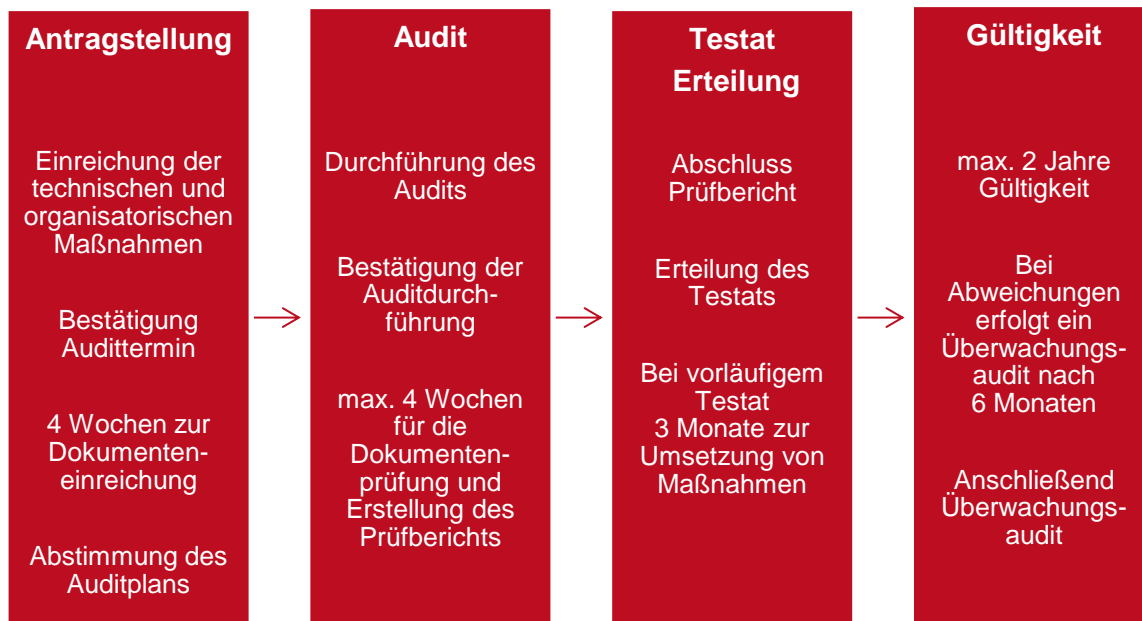 Antragstellung
Einreichung der
technischen und
organisatorischen
Maßnahmen
Bestätigung
Audittermin
4 Wochen zur
Dokumenten-
einreichung
Abstimmung des
Auditplans
Audit
Durchführung des
Audits
Bestätigung der
Auditdurch-
führung
max. 4 Wochen
für die
Dokumenten-
prüfung und
Erstellung des
Prüfberichts
Testat
Erteilung
Abschluss
Prüfbericht
Erteilung des
Testats
Bei vorläufigem
Testat
3 Monate zur
Umsetzung von
Maßnahmen
Gültigkeit
max. 2 Jahre
Gültigkeit
Bei
Abweichungen
erfolgt ein
Überwachungs-
audit nach
6 Monaten
Anschließend
Überwachungs-
audit